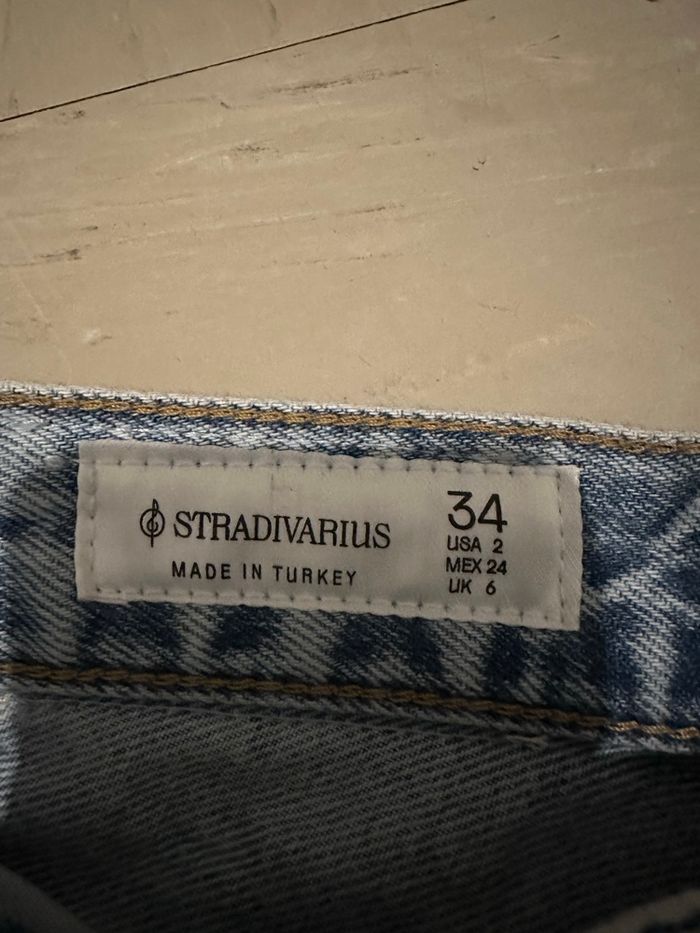 STRADIVARIUS
MADE IN TURKEY
34
USA 2
MEX 24
UK 6